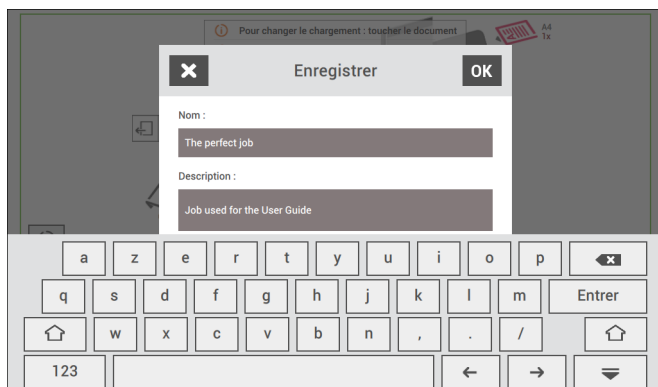 Pour changer le chargement : toucher le document
A4
1x
Enregistrer
OK
Nom :
The perfect job
Description :
Job used for the User Guide
a z e r t y u i o p
q s d f g h j k l m Entrer
w x c v b n , . /
123